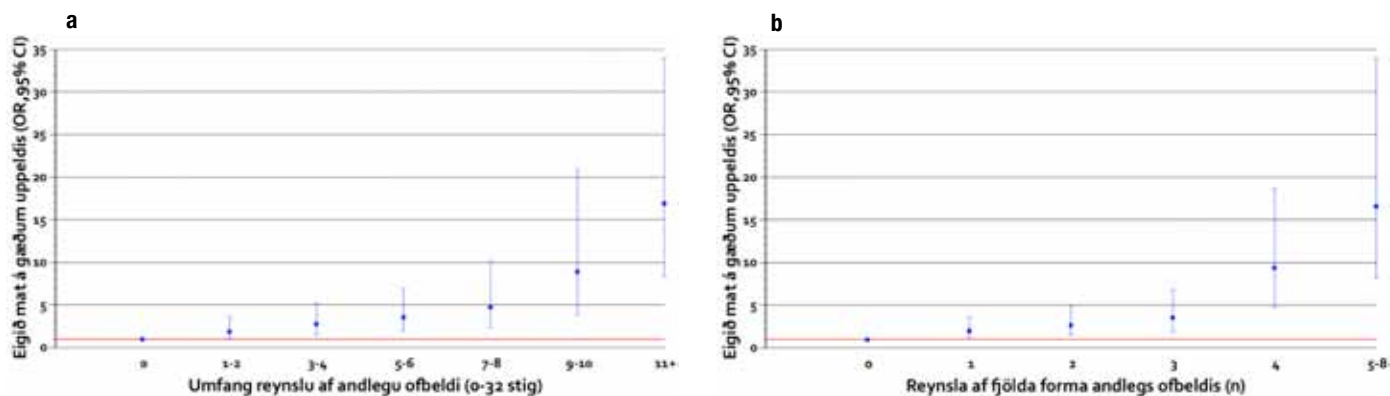 a
Eigið mat á gæðum uppeldis (OR,95% CI)
35
30
25
20
15
10
5
0
0 1-2 3-4 5-6 7-8 9-10 11+
Umfang reynslu af andlegu ofbeldi (0-32 stig)
b
Eigið mat á gæðum uppeldis (OR,95% CI)
35
30
25
20
15
10
5
0
0 1 2 3 4 5-8
Reynsla af fjölda forma andlegs ofbeldis (n)